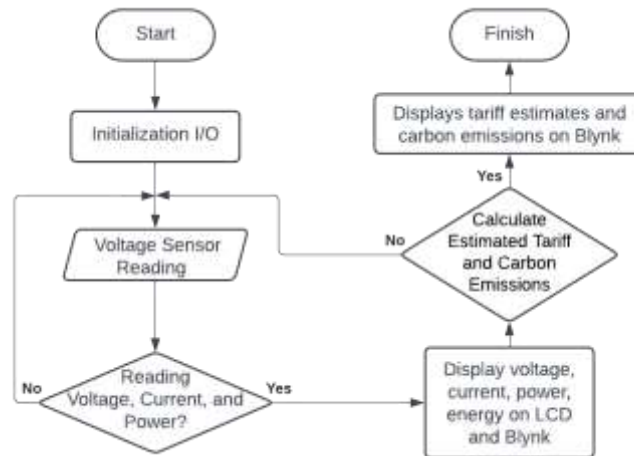 Start
Initialization I/O
Voltage Sensor
Reading
Reading
Voltage, Current, and
Power?
No
Yes
Display voltage,
current, power,
energy on LCD
and Blynk
Calculate
Estimated Tariff
and Carbon
Emissions
No
Yes
Displays tariff estimates and
carbon emissions on Blynk
Finish